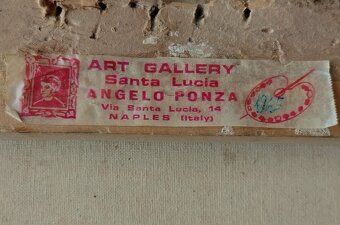 ART GALLERY
Santa Lucia
ANGELO PONZA
Via Santa Lucia, 14
NAPLES (Italy)